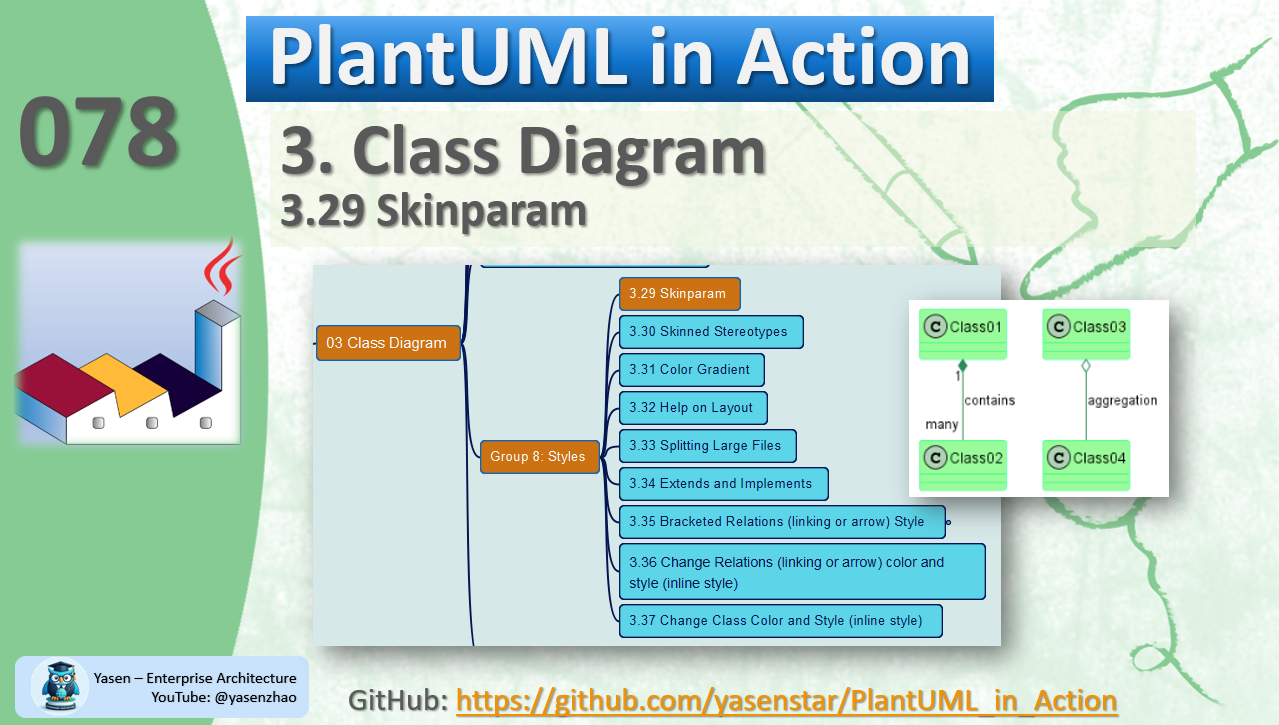 PlantUML in Action
078
3. Class Diagram
3.29 Skinparam
03 Class Diagram
Group 8: Styles
3.29 Skinparam
3.30 Skinned Stereotypes
3.31 Color Gradient
3.32 Help on Layout
3.33 Splitting Large Files
3.34 Extends and Implements
3.35 Bracketed Relations (linking or arrow) Style
3.36 Change Relations (linking or arrow) color and
style (inline style)
3.37 Change Class Color and Style (inline style)
C Class01
C Class03
1
contains
aggregation
many
C Class02
C Class04
Yasen – Enterprise Architecture
YouTube: @yasenzhao
GitHub: https://github.com/yasenstar/PlantUML_in_Action